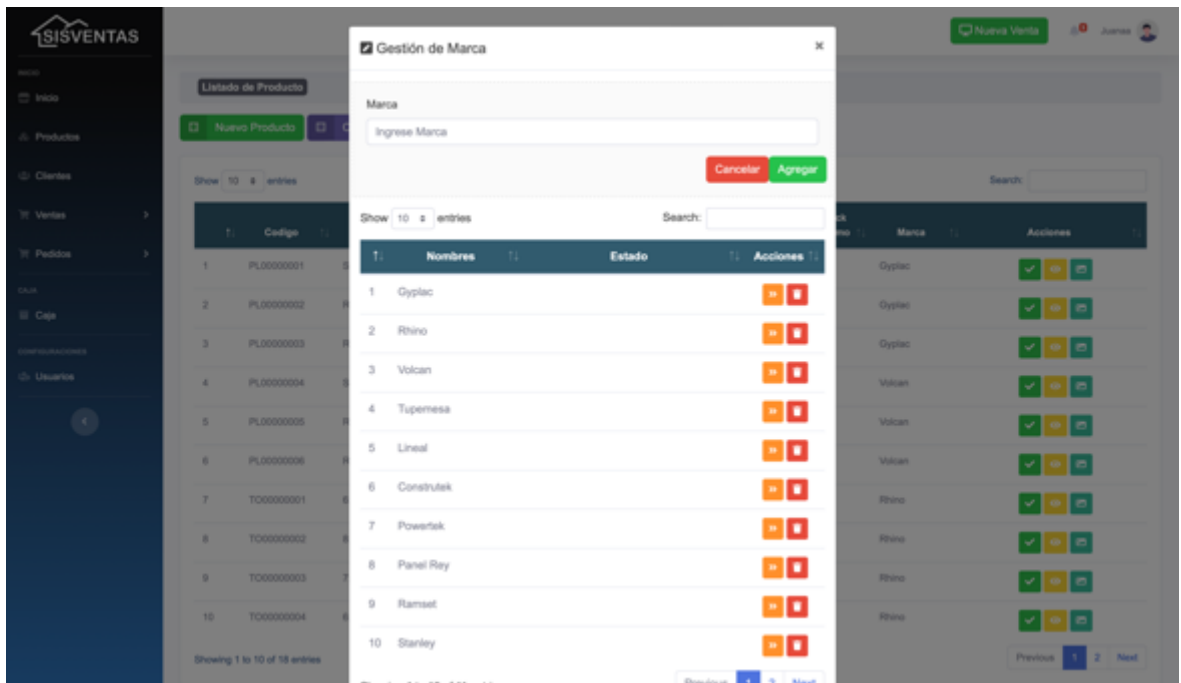 SISVENTAS
Nueva Venta
Juanas
INICIO
Inicio
Productos
Clientes
Ventas
Pedidos
CAJA
Caja
CONFIGURACIONES
Usuarios
Listado de Producto
Nuevo Producto
Show 10 entries
Search:
Codigo Marca Acciones
1 PL00000001 Gyplac
2 PL00000002 Gyplac
3 PL00000003 Gyplac
4 PL00000004 Volcan
5 PL00000005 Volcan
6 PL00000006 Volcan
7 TO00000001 Rhino
8 TO00000002 Rhino
9 TO00000003 Rhino
10 TO00000004 Rhino
Showing 1 to 10 of 18 entries
Previous 1 2 Next
Gestión de Marca
×
Marca
Ingrese Marca
Cancelar Agregar
Show 10 entries
Search:
Nombres Estado Acciones
1 Gyplac
2 Rhino
3 Volcan
4 Tupemesa
5 Lineal
6 Construtek
7 Powertek
8 Panel Rey
9 Ramset
10 Stanley
Previous 1 2 Next